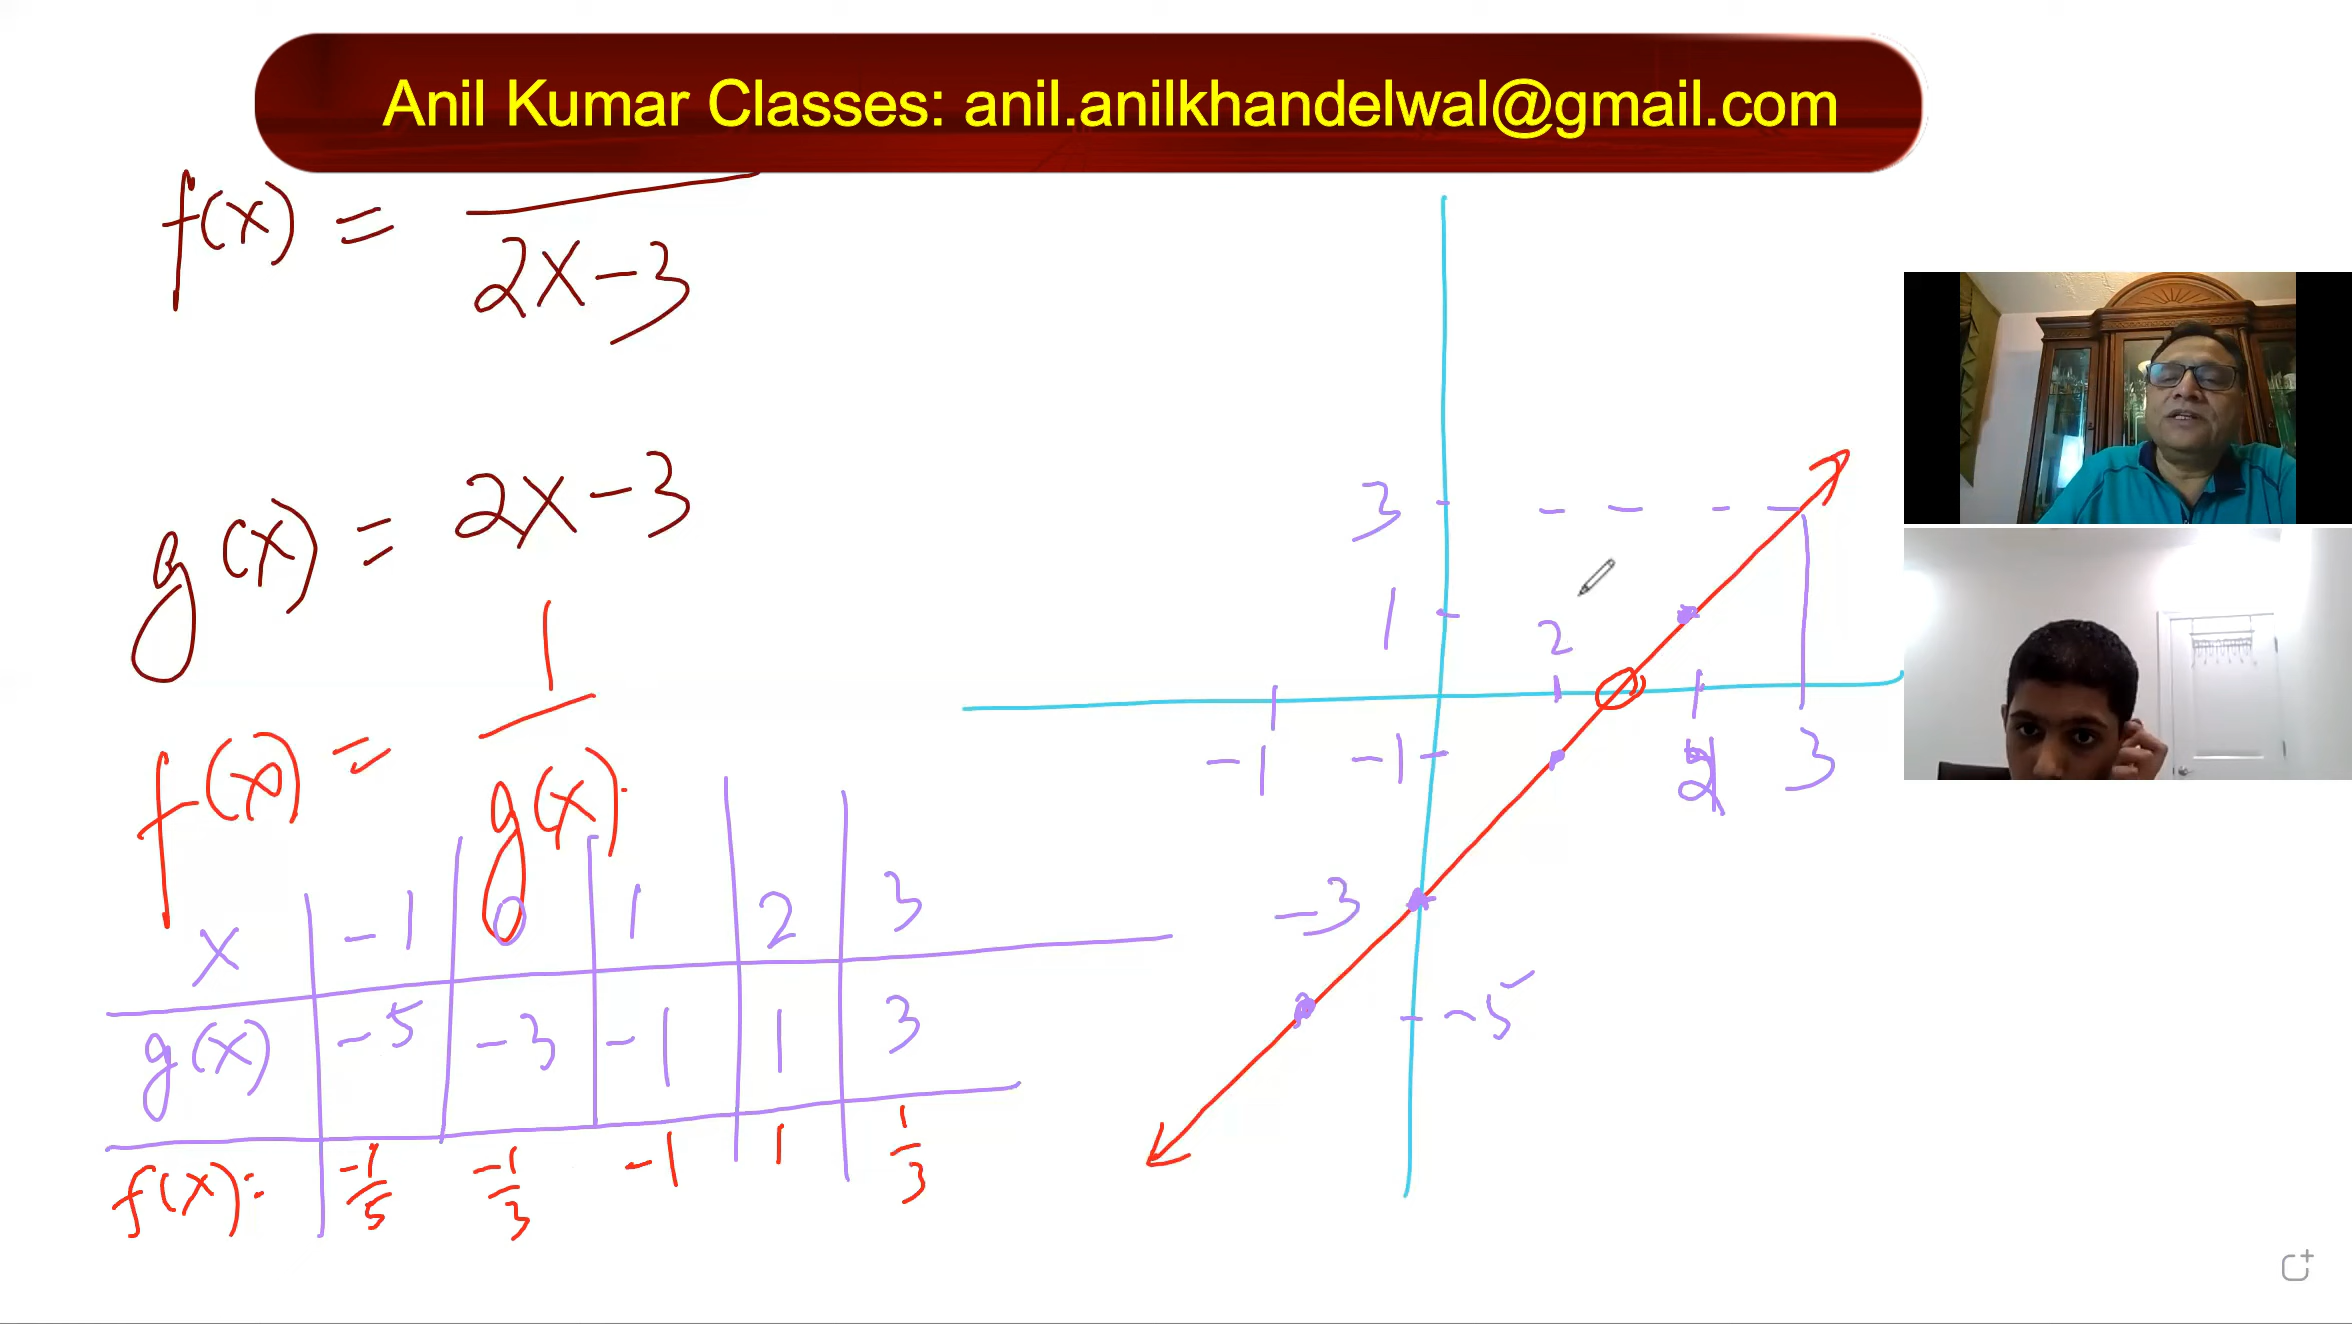 Anil Kumar Classes: anil.anilkhandelwal@gmail.com
f(x) = 
2x-3
g(x) = 2x-3
f(x) = 1
g(x)
x -1 0 1 2 3
g(x) -5 -3 -1 1 3
f(x): -1/5 -1/3 -1 1 1/3
3
1 2
-1 -1 2 3
-3
-5